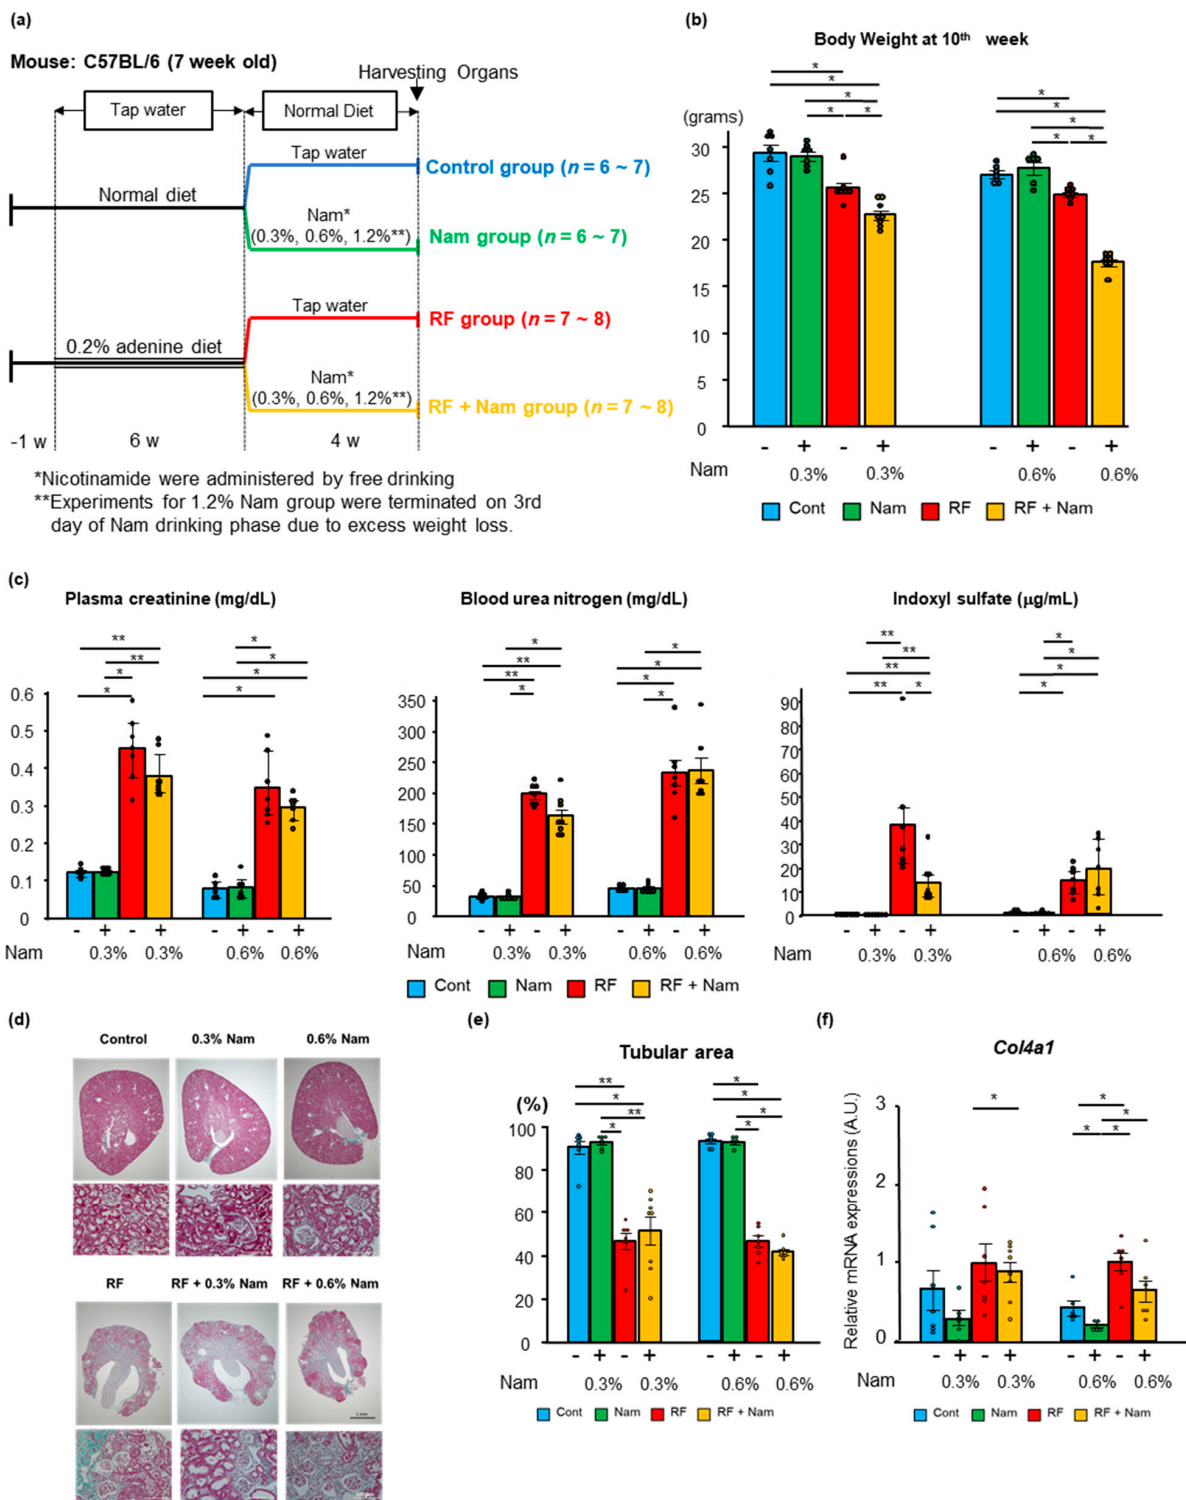 (a)
Mouse: C57BL/6 (7 week old)
Harvesting Organs
Tap water
Normal Diet
Tap water
Control group (n = 6 ~ 7)
Normal diet
Nam*
(0.3%, 0.6%, 1.2%**)
Nam group (n = 6 ~ 7)
Tap water
RF group (n = 7 ~ 8)
0.2% adenine diet
Nam*
(0.3%, 0.6%, 1.2%**)
RF + Nam group (n = 7 ~ 8)
-1 w
6 w
4 w
*Nicotinamide were administered by free drinking
**Experiments for 1.2% Nam group were terminated on 3rd
day of Nam drinking phase due to excess weight loss.
(b)
Body Weight at 10th week
(grams)
* * * * * * * * * *
30
25
20
15
10
5
0
- + - + - + - +
Nam 0.3% 0.3% 0.6% 0.6%
Cont Nam RF RF + Nam
(c)
Plasma creatinine (mg/dL)
** ** * * * * * *
0.6
0.5
0.4
0.3
0.2
0.1
0
- + - + - + - +
Nam 0.3% 0.3% 0.6% 0.6%
Blood urea nitrogen (mg/dL)
* ** ** * * * * *
350
300
250
200
150
100
50
0
- + - + - + - +
0.3% 0.3% 0.6% 0.6%
Indoxyl sulfate (μg/mL)
** ** ** ** * * * * *
90
80
70
60
50
40
30
20
10
0
- + - + - + - +
Nam 0.3% 0.3% 0.6% 0.6%
Cont Nam RF RF + Nam
(d)
Control 0.3% Nam 0.6% Nam
RF RF + 0.3% Nam RF + 0.6% Nam
1 mm
(e)
Tubular area
(%)
** * ** * * * * *
100
80
60
40
20
0
- + - + - + - +
Nam 0.3% 0.3% 0.6% 0.6%
Cont Nam RF RF + Nam
(f)
Col4a1
Relative mRNA expressions (A.U.)
* * * * *
3
2
1
0
- + - + - + - +
Nam 0.3% 0.3% 0.6% 0.6%
Cont Nam RF RF + Nam